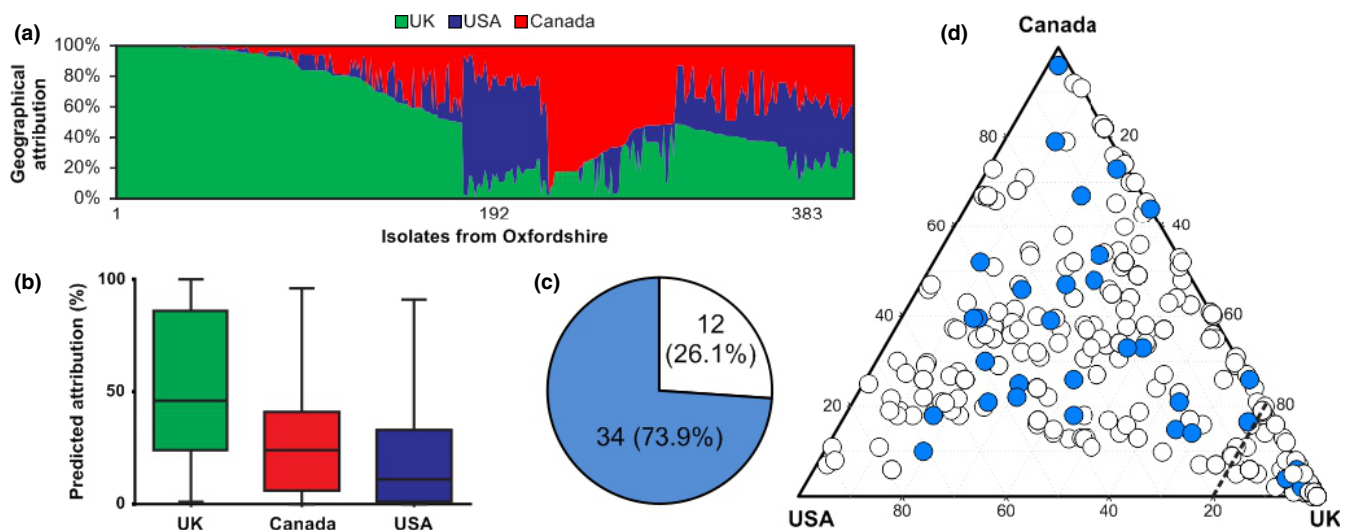 UK USA Canada
(a)
100%
80%
60%
40%
20%
0%
Geographical
attribution
1 192 383
Isolates from Oxfordshire
(b)
100
50
0
Predicted attribution (%)
UK Canada USA
(c)
12
(26.1%)
34 (73.9%)
(d)
Canada
80 20
60 40
40 60
20 80
80 60 40 20
USA UK